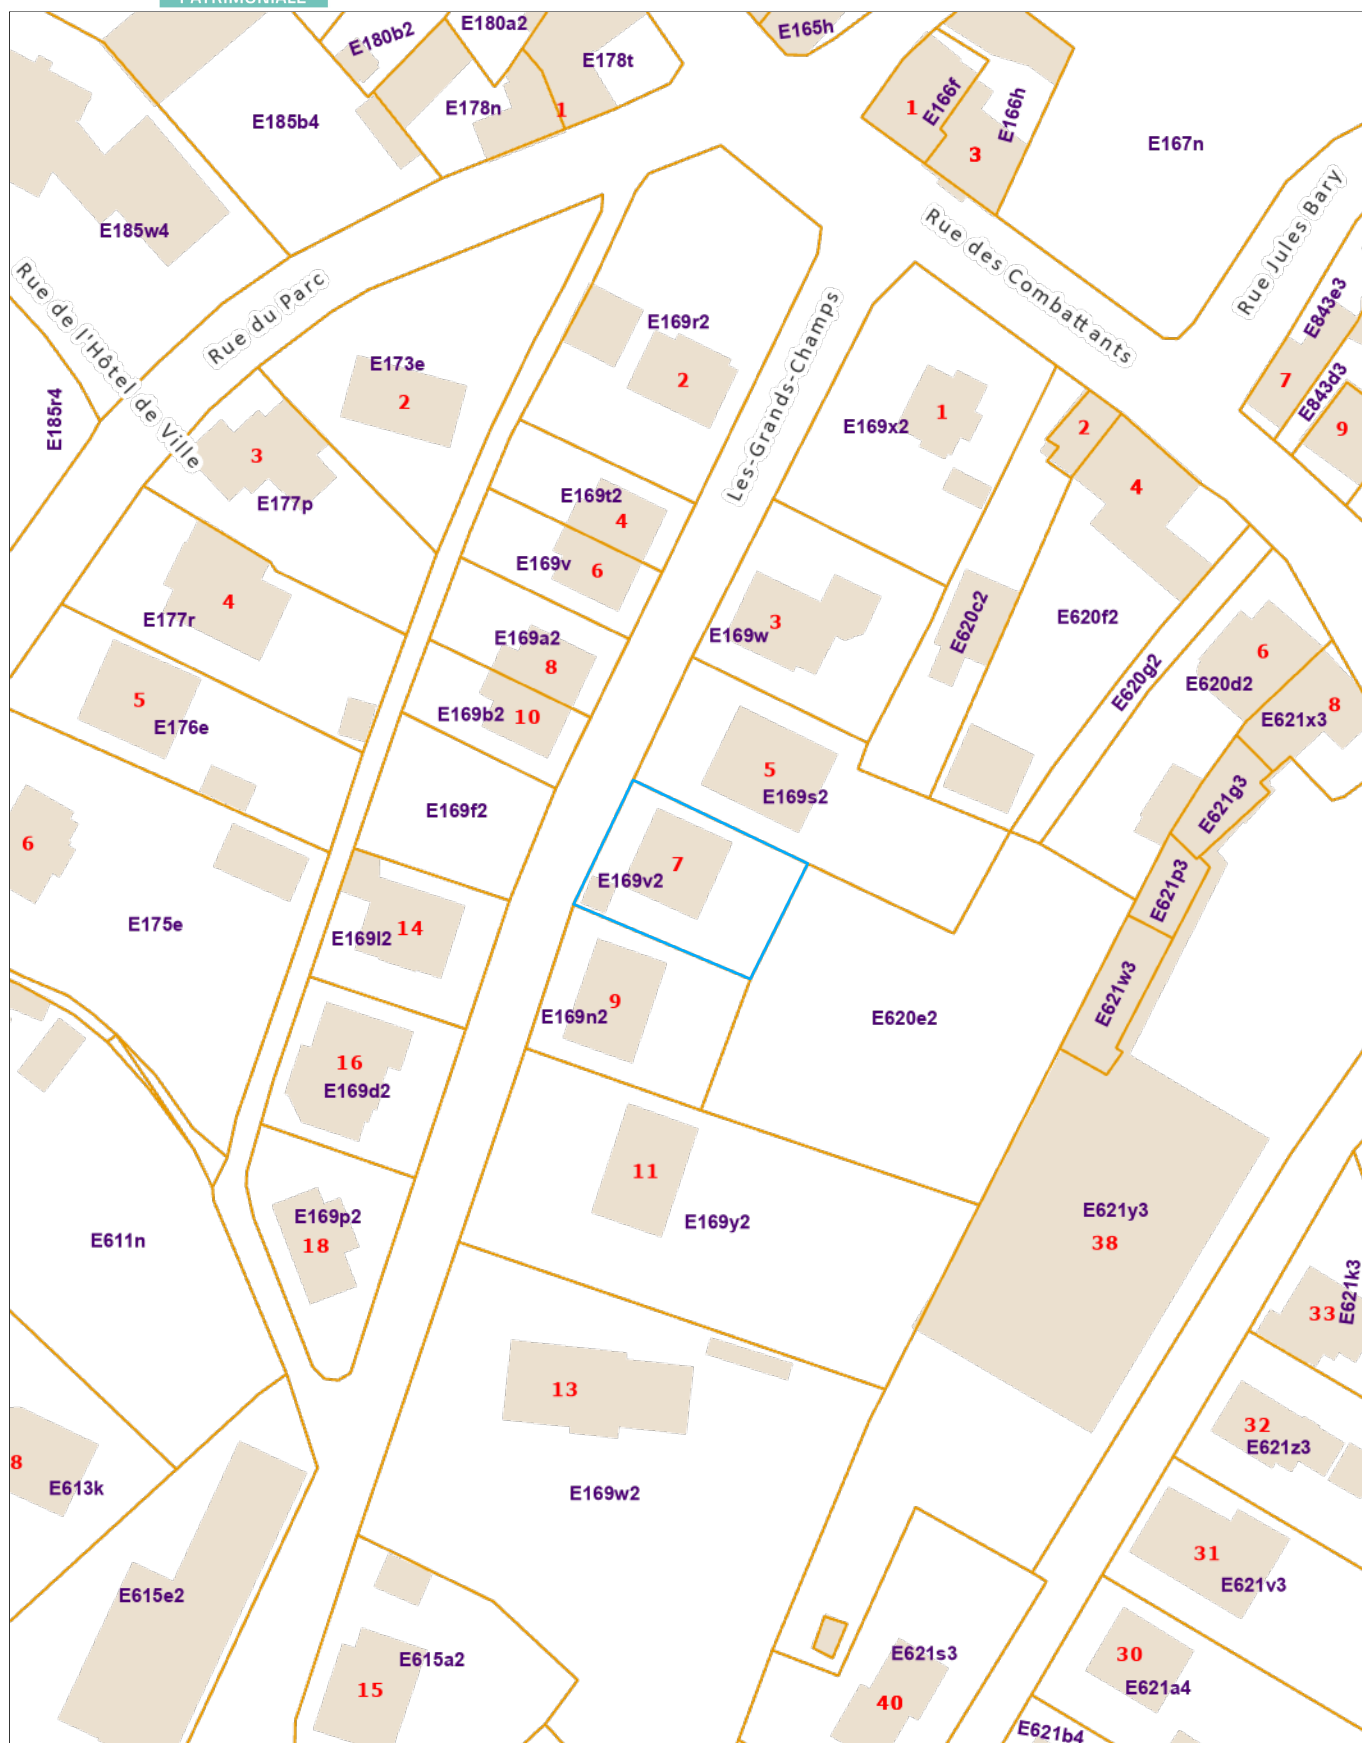 PATRIMONIALE
E180b2
E180a2
E178t
E165h
E185b4
E178n
1
1
E166f
E166h
3
E167n
E185w4
Rue de l'Hôtel de Ville
Rue du Parc
Rue des Combattants
Rue Jules Bary
Les-Grands-Champs
E169r2
2
E173e
2
E843e3
7
E843d3
9
E185r4
3
E177p
E169x2
1
2
4
E169t2
4
E169v
6
E177r
4
E169a2
8
E169b2
10
E169w
3
E620c2
E620f2
E620g2
6
E620d2
8
E621x3
5
E176e
5
E169s2
E621g3
E169f2
6
7
E169v2
E621p3
E175e
E169l2
14
E621w3
9
E169n2
E620e2
16
E169d2
11
E169y2
E621y3
38
E611n
E169p2
18
E621k3
33
13
32
E621z3
8
E613k
E169w2
31
E621v3
E615e2
E615a2
15
E621s3
40
30
E621a4
E621b4